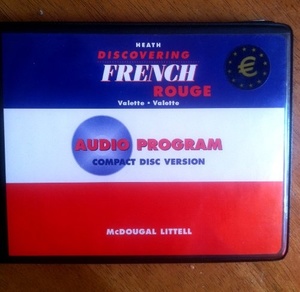 HEATH
DISCOVERING
FRENCH
ROUGE
Valette • Valette
€
AUDIO PROGRAM
COMPACT DISC VERSION
McDOUGAL LITTELL